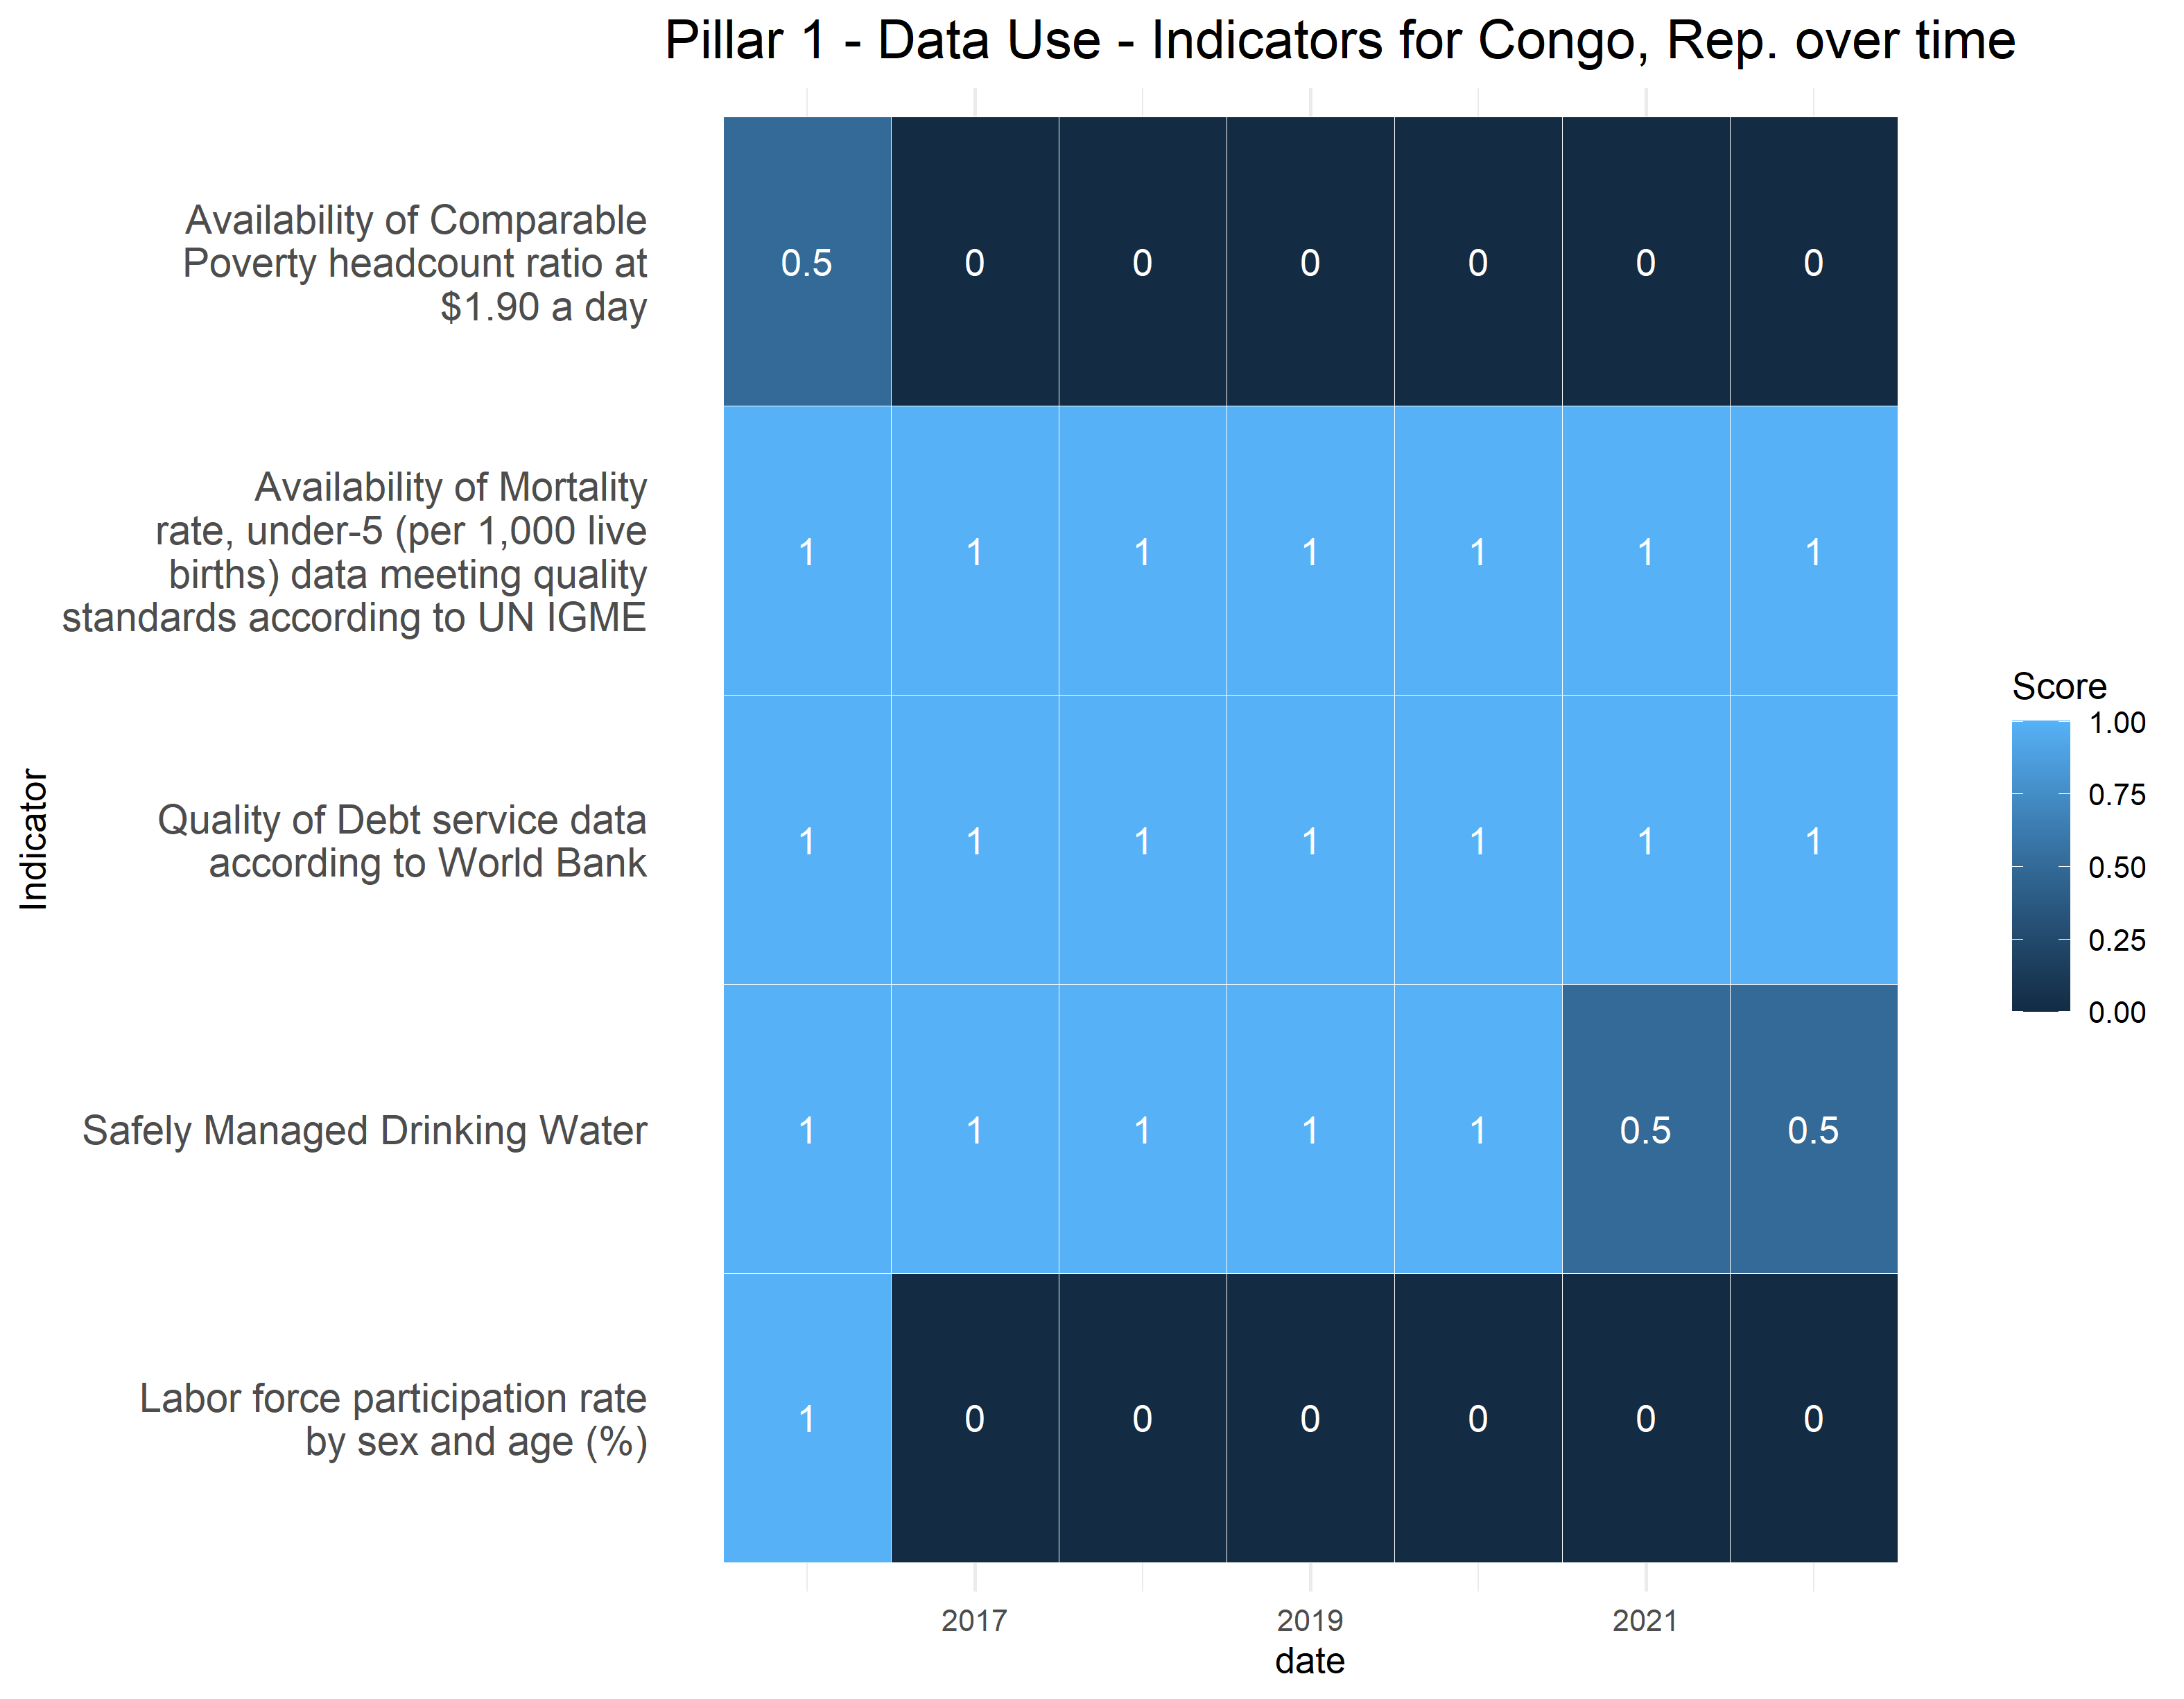 Pillar 1 - Data Use - Indicators for Congo, Rep. over time
Indicator
Availability of Comparable
Poverty headcount ratio at
$1.90 a day
0.5 0 0 0 0 0 0
Availability of Mortality
rate, under-5 (per 1,000 live
births) data meeting quality
standards according to UN IGME
1 1 1 1 1 1 1
Quality of Debt service data
according to World Bank
1 1 1 1 1 1 1
Safely Managed Drinking Water
1 1 1 1 1 0.5 0.5
Labor force participation rate
by sex and age (%)
1 0 0 0 0 0 0
2017 2019 2021
date
Score
1.00
0.75
0.50
0.25
0.00